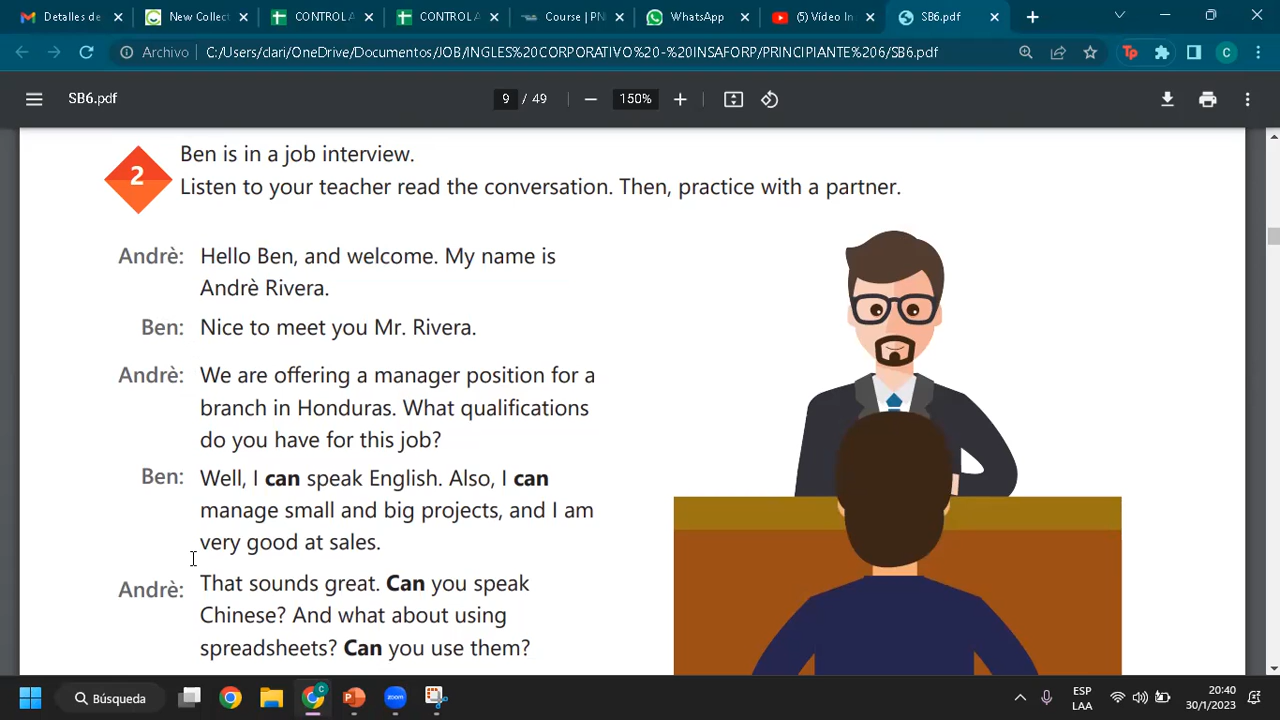 Detalles de
New Collect
CONTROL A
CONTROL A
Course | PN
WhatsApp
(5) Vídeo In
SB6.pdf
Archivo
C:/Users/clari/OneDrive/Documentos/JOB/INGLES%20CORPORATIVO%20-%20INSAFORP/PRINCIPIANTE%206/SB6.pdf
Tp
C
SB6.pdf
9 / 49
150%
2
Ben is in a job interview.
Listen to your teacher read the conversation. Then, practice with a partner.
Andrè: Hello Ben, and welcome. My name is
Andrè Rivera.
Ben: Nice to meet you Mr. Rivera.
Andrè: We are offering a manager position for a
branch in Honduras. What qualifications
do you have for this job?
Ben: Well, I can speak English. Also, I can
manage small and big projects, and I am
very good at sales.
Andrè: That sounds great. Can you speak
Chinese? And what about using
spreadsheets? Can you use them?
Búsqueda
zoom
ESP
LAA
20:40
30/1/2023